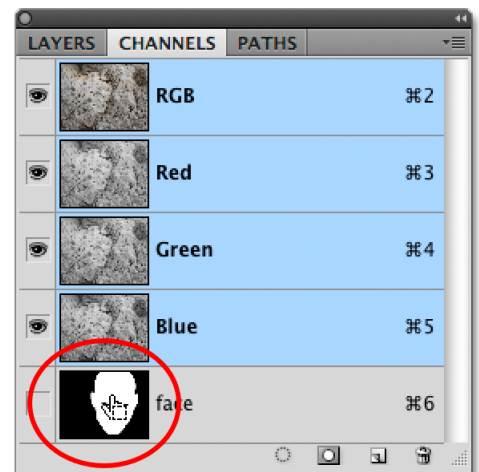 LAYERS CHANNELS PATHS
RGB ⌘2
Red ⌘3
Green ⌘4
Blue ⌘5
face ⌘6